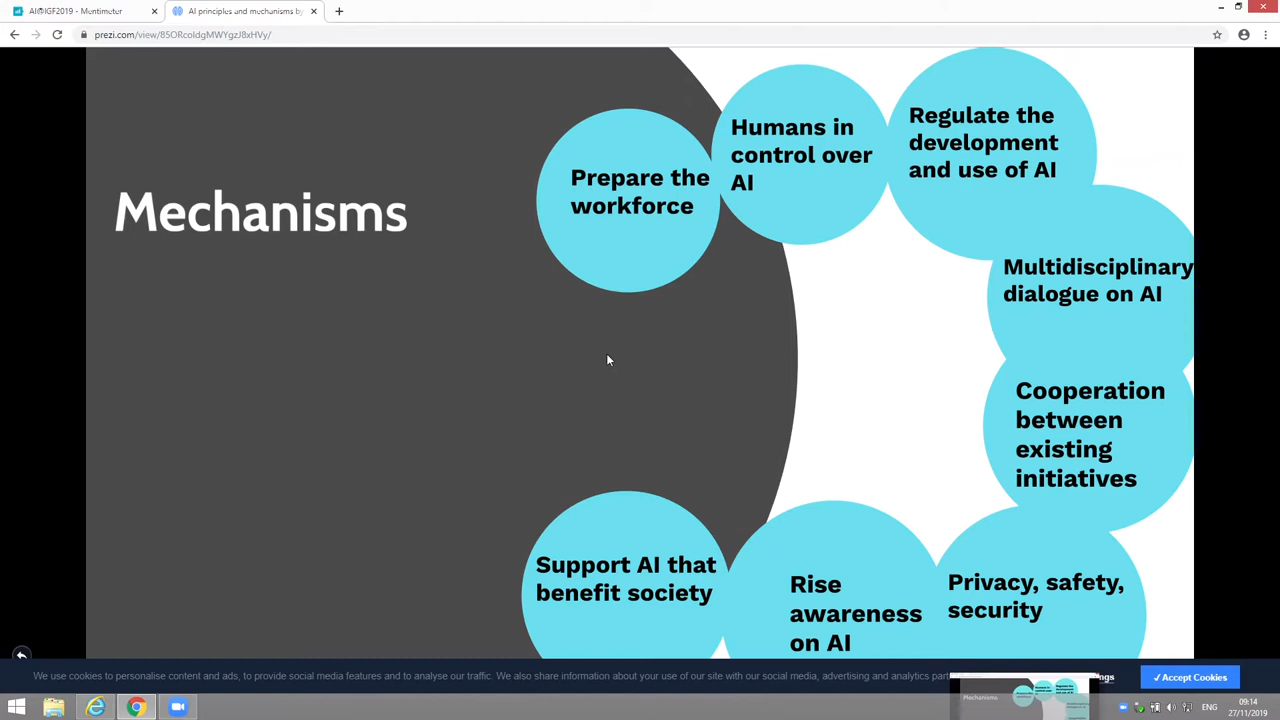 AI@IGF2019 - Mentimeter
AI principles and mechanisms by
prezi.com/view/85ORcoldgMWYgzJ8xHVy/
Mechanisms
Prepare the
workforce
Humans in
control over
AI
Regulate the
development
and use of AI
Multidisciplinary
dialogue on AI
Cooperation
between
existing
initiatives
Privacy, safety,
security
Rise
awareness
on AI
Support AI that
benefit society
We use cookies to personalise content and ads, to provide social media features and to analyse our traffic. We also share information about your use of our site with our social media, advertising and analytics par
ngs
✓ Accept Cookies
Mechanisms
ENG
09:14
27/11/2019